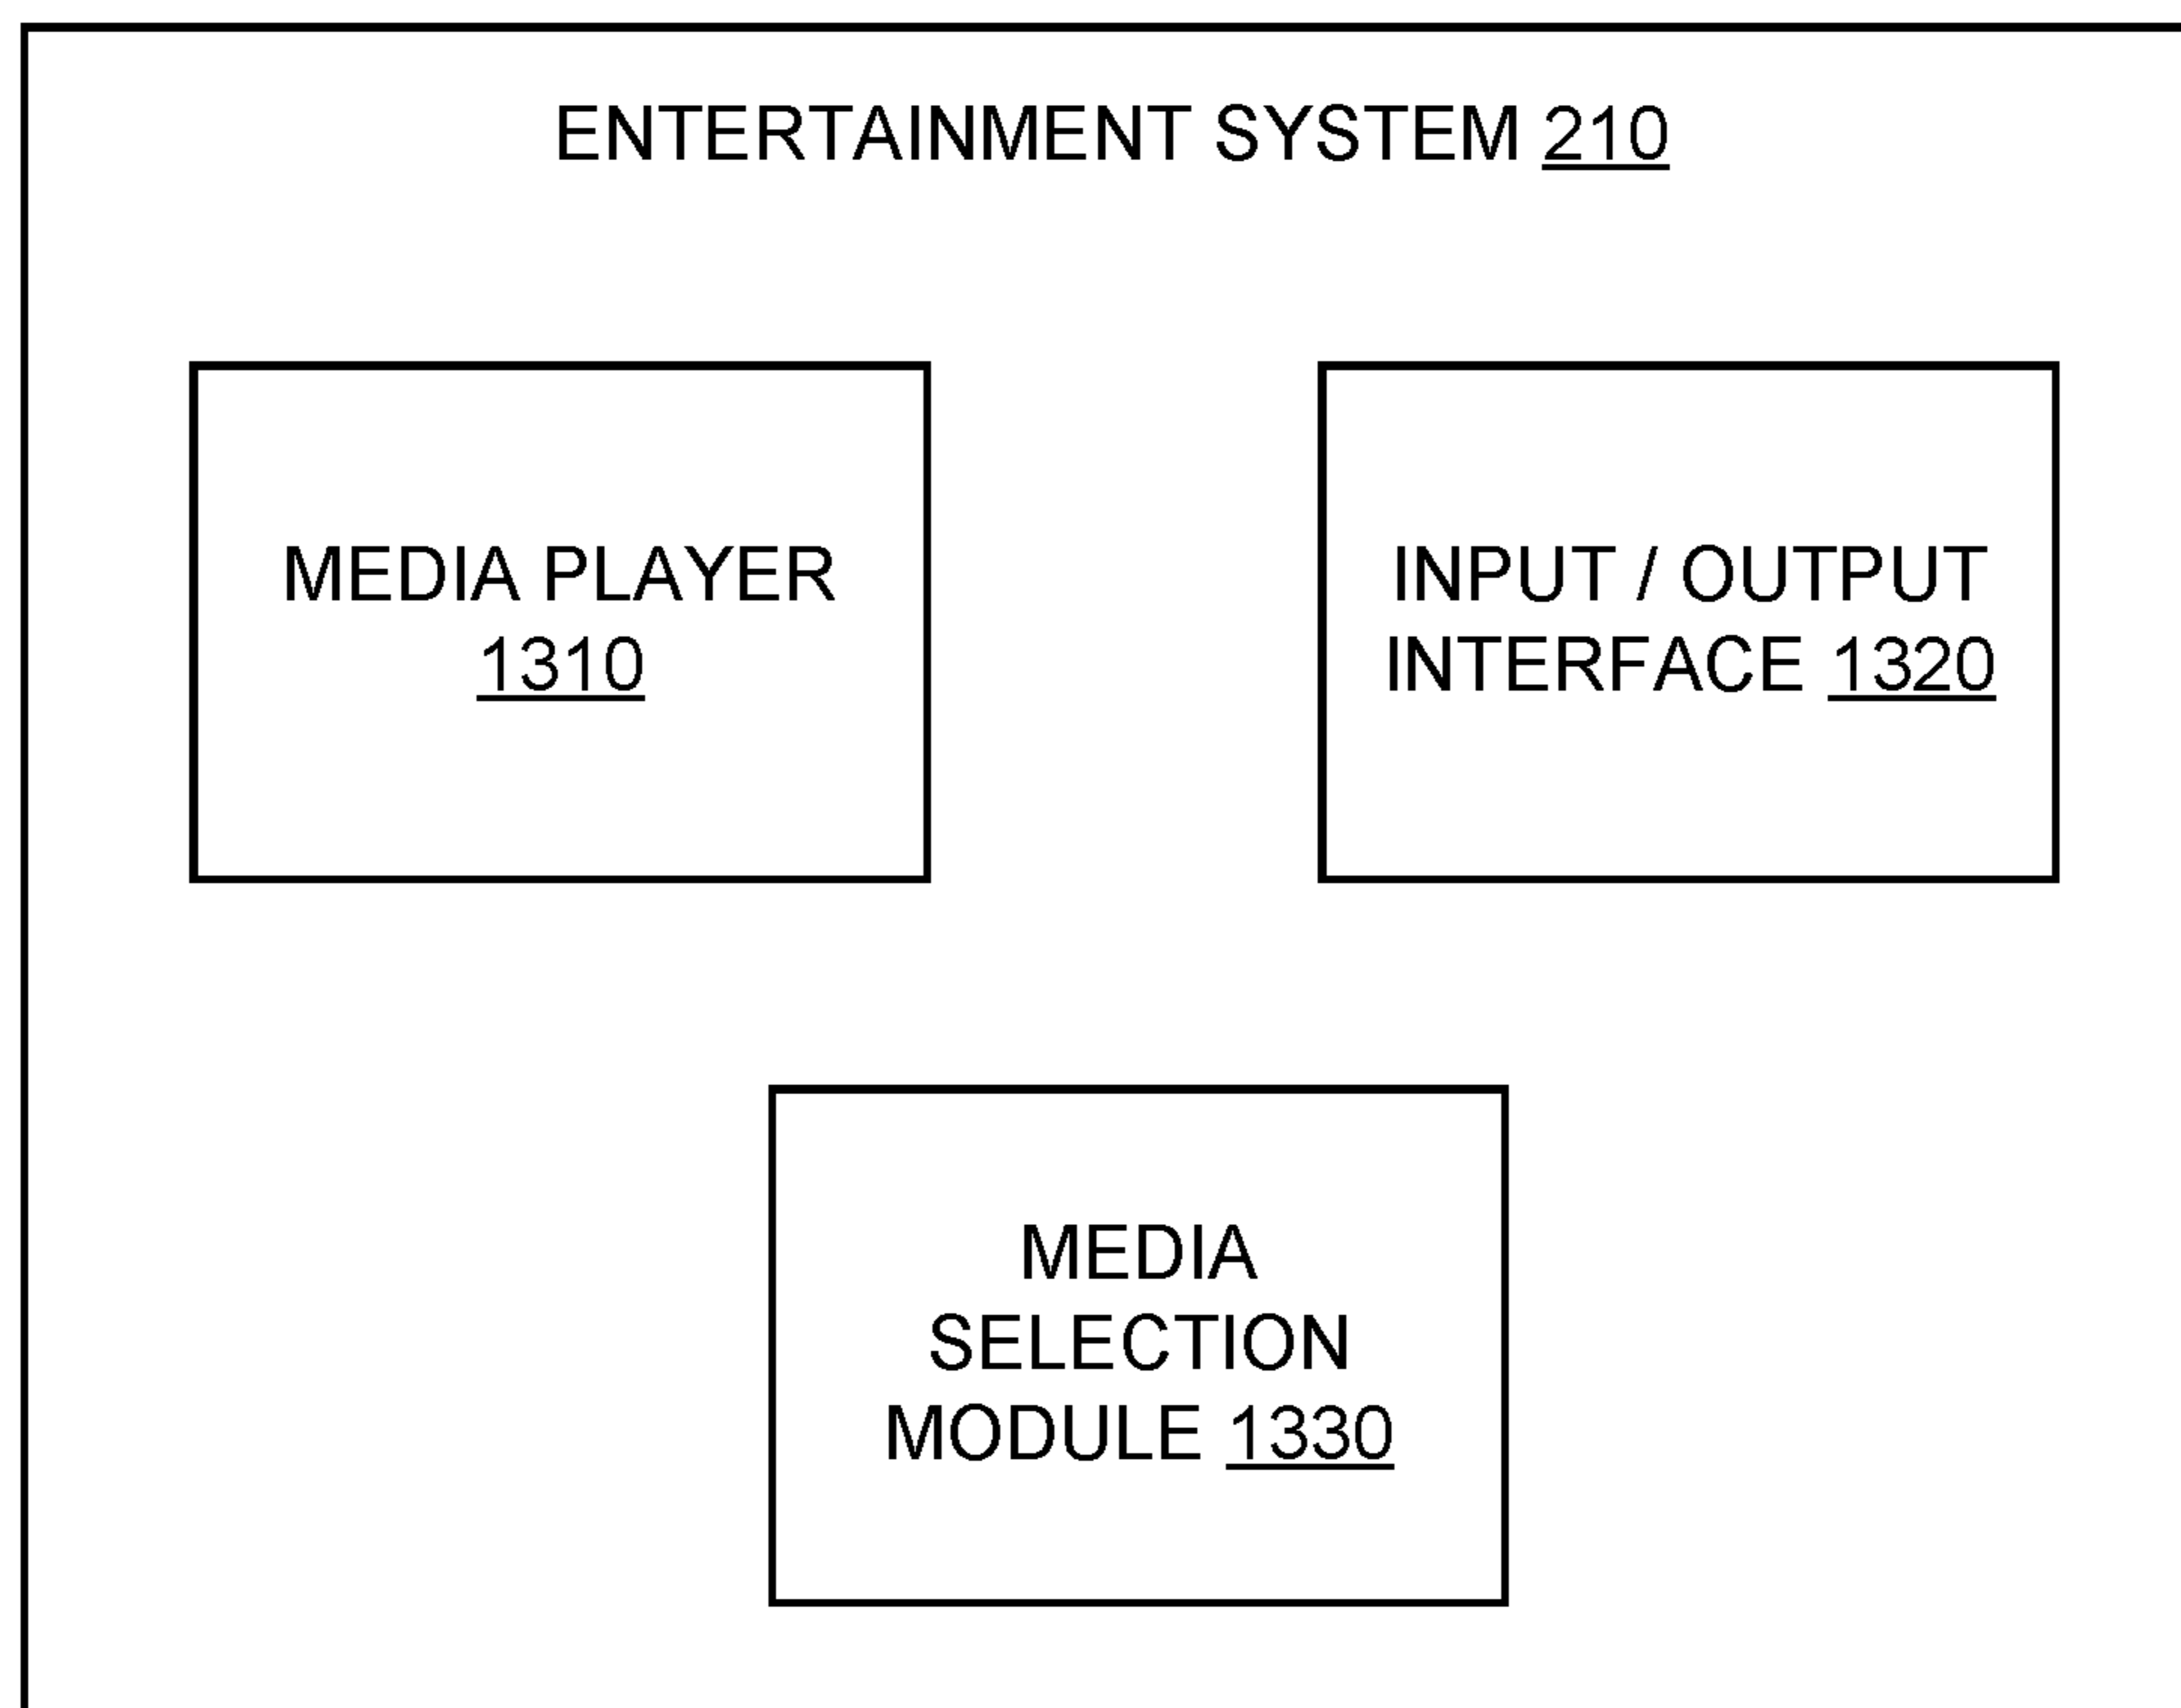 ENTERTAINMENT SYSTEM 210
MEDIA PLAYER
1310
INPUT / OUTPUT
INTERFACE 1320
MEDIA
SELECTION
MODULE 1330